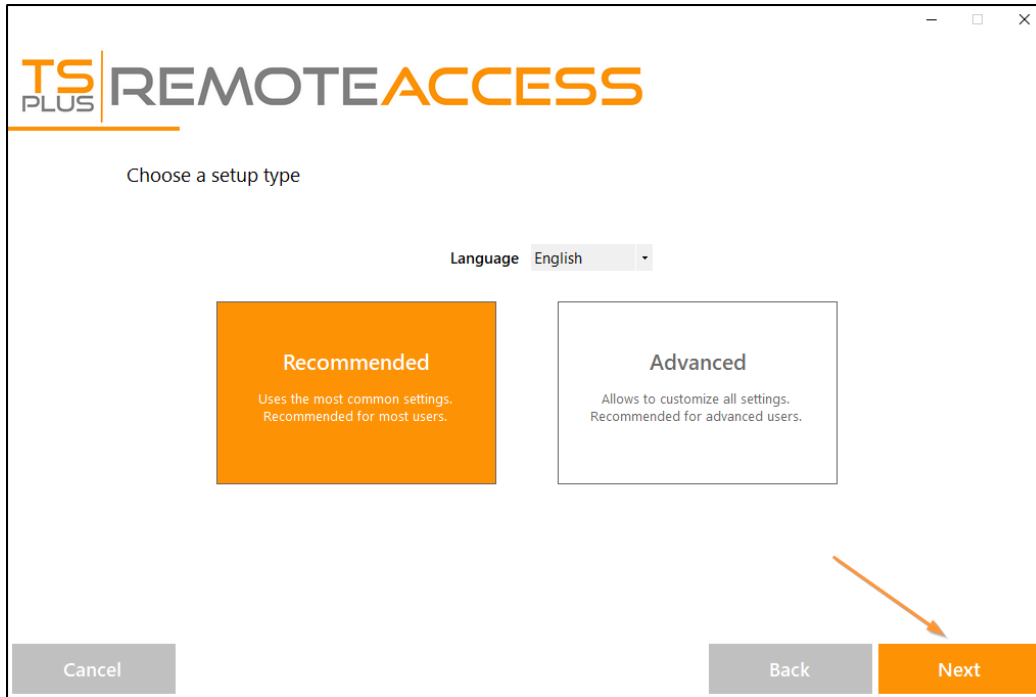 TS PLUS REMOTEACCESS
Choose a setup type
Language English
Recommended
Uses the most common settings.
Recommended for most users.
Advanced
Allows to customize all settings.
Recommended for advanced users.
Cancel
Back
Next